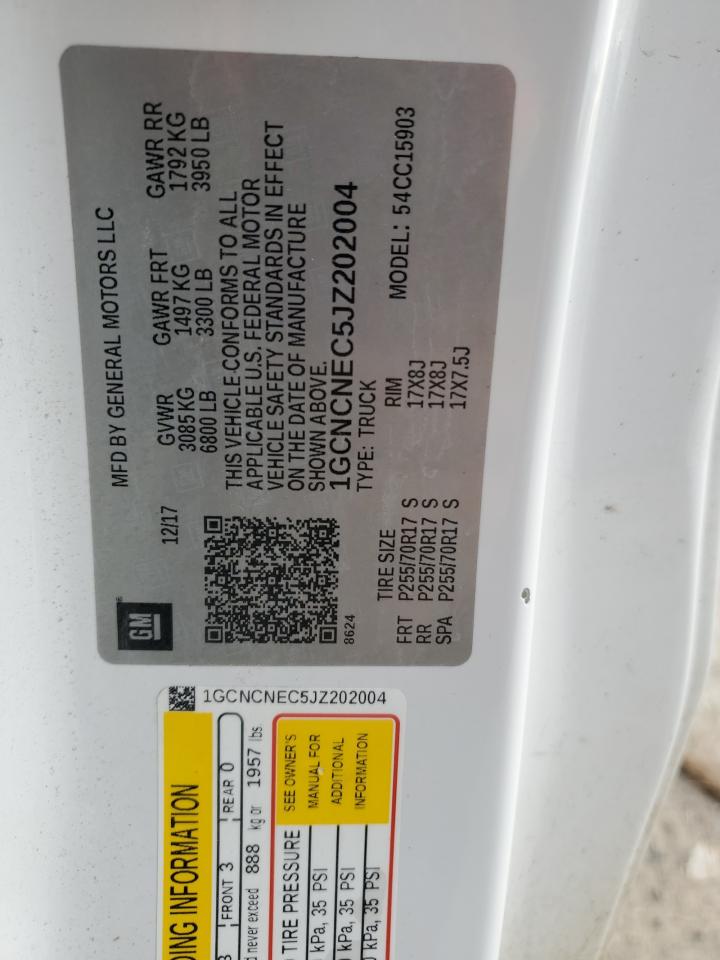 MFD BY GENERAL MOTORS LLC
GM
12/17
GVWR GAWR FRT GAWR RR
3085 KG 1497 KG 1792 KG
6800 LB 3300 LB 3950 LB
THIS VEHICLE CONFORMS TO ALL
APPLICABLE U.S. FEDERAL MOTOR
VEHICLE SAFETY STANDARDS IN EFFECT
ON THE DATE OF MANUFACTURE
SHOWN ABOVE.
1GCNCNEC5JZ202004
8624
TYPE: TRUCK
MODEL: 54CC15903
TIRE SIZE RIM
FRT P255/70R17 S 17X8J
RR P255/70R17 S 17X8J
SPA P255/70R17 S 17X7.5J
1GCNCNEC5JZ202004
INFORMATION
FRONT 3 REAR 0
never exceed 888 kg or 1957 lbs.
TIRE PRESSURE
SEE OWNER'S
MANUAL FOR
ADDITIONAL
INFORMATION
kPa, 35 PSI
kPa, 35 PSI
kPa, 35 PSI